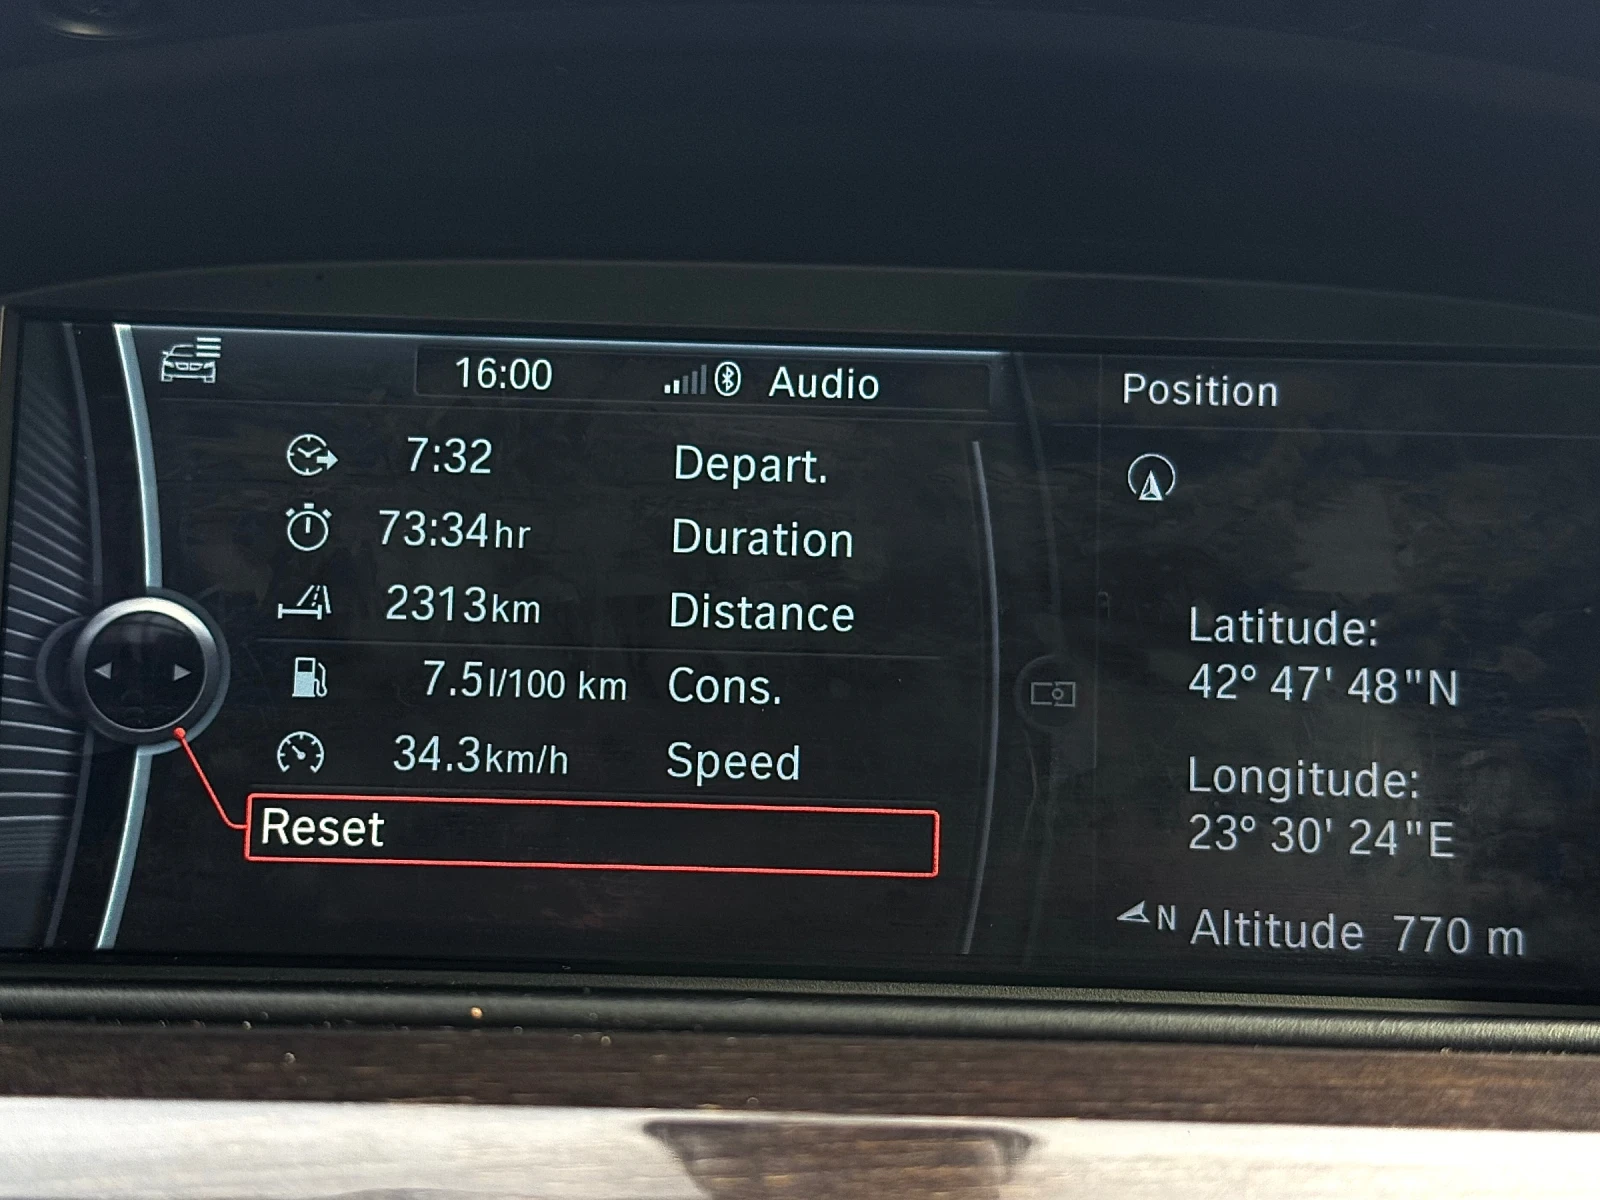 16:00 Audio
7:32 Depart.
73:34hr Duration
2313km Distance
7.5l/100 km Cons.
34.3km/h Speed
Reset
Position
Latitude:
42° 47' 48"N
Longitude:
23° 30' 24"E
N Altitude 770 m